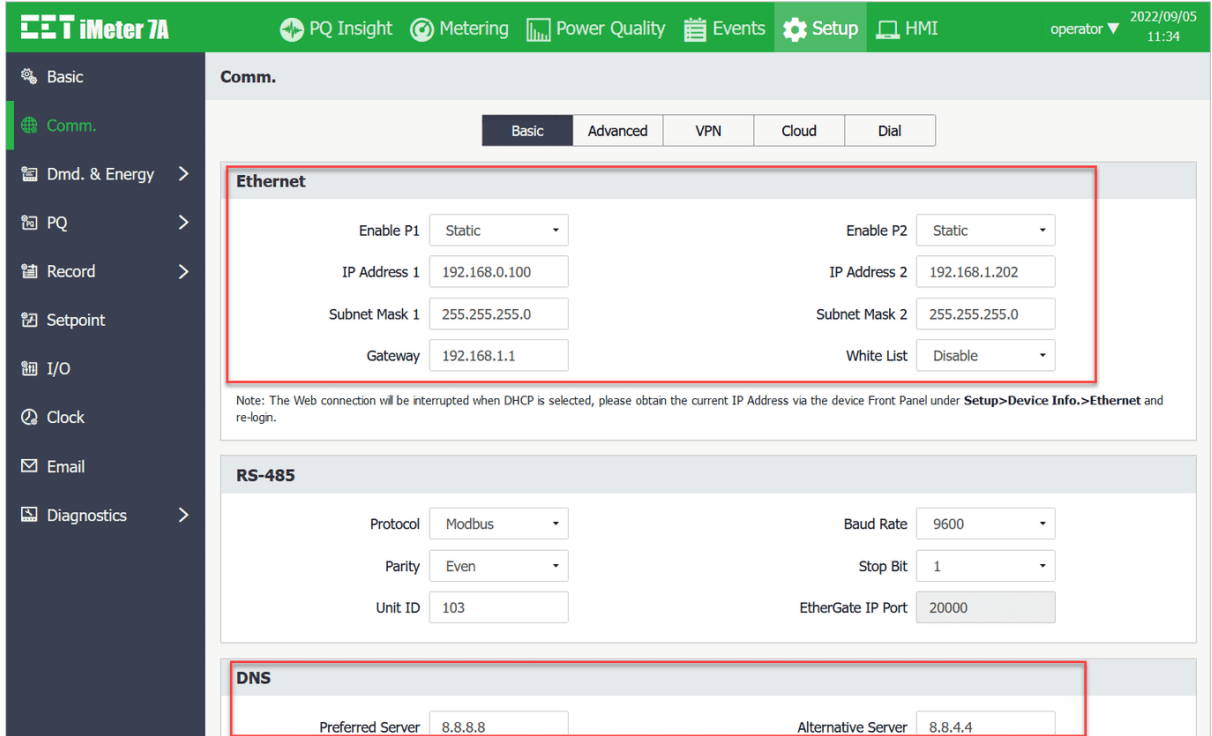 CET iMeter 7A
PQ Insight Metering Power Quality Events Setup HMI
operator ▼ 2022/09/05
11:34
Basic
Comm.
Dmd. & Energy
PQ
Record
Setpoint
I/O
Clock
Email
Diagnostics
Comm.
Basic Advanced VPN Cloud Dial
Ethernet
Enable P1 Static Enable P2 Static
IP Address 1 192.168.0.100 IP Address 2 192.168.1.202
Subnet Mask 1 255.255.255.0 Subnet Mask 2 255.255.255.0
Gateway 192.168.1.1 White List Disable
Note: The Web connection will be interrupted when DHCP is selected, please obtain the current IP Address via the device Front Panel under Setup>Device Info.>Ethernet and
re-login.
RS-485
Protocol Modbus Baud Rate 9600
Parity Even Stop Bit 1
Unit ID 103 EtherGate IP Port 20000
DNS
Preferred Server 8.8.8.8 Alternative Server 8.8.4.4